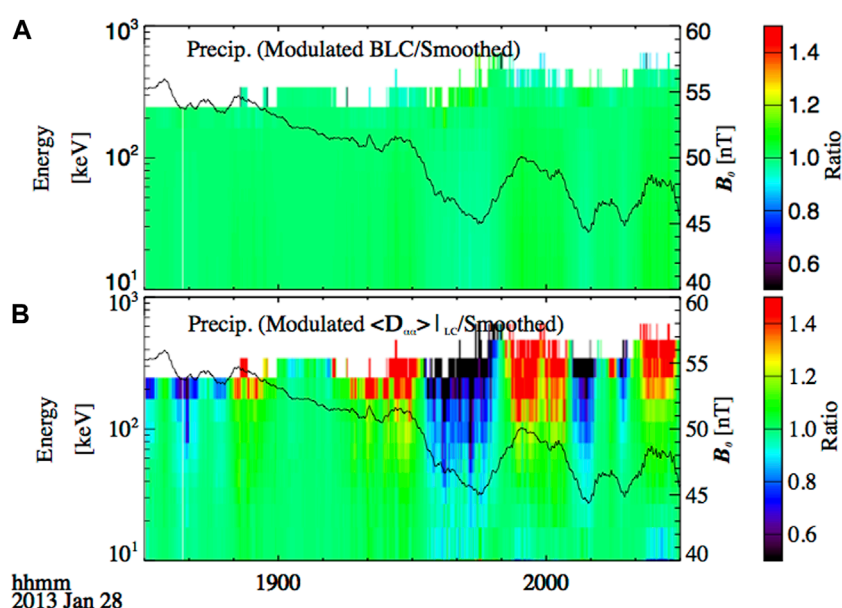 A
Precip. (Modulated BLC/Smoothed)
10³
10²
10¹
Energy
[keV]
60
55
50
45
40
B₀ [nT]
1.4
1.2
1.0
0.8
0.6
Ratio
B
Precip. (Modulated <Dαα>|LC/Smoothed)
10³
10²
10¹
Energy
[keV]
60
55
50
45
40
B₀ [nT]
1.4
1.2
1.0
0.8
0.6
Ratio
hhmm
1900
2000
2013 Jan 28